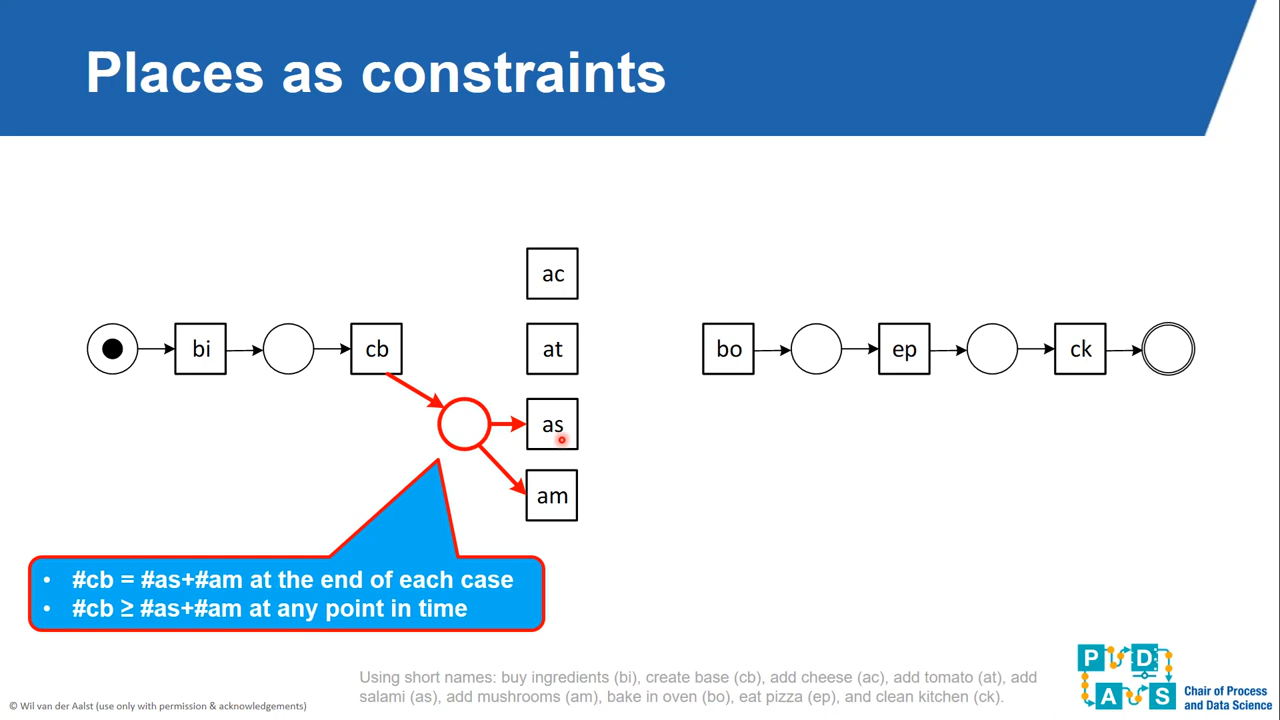 Places as constraints
ac
bi
cb
at
bo
ep
ck
as
am
• #cb = #as+#am at the end of each case
• #cb ≥ #as+#am at any point in time
Using short names: buy ingredients (bi), create base (cb), add cheese (ac), add tomato (at), add
salami (as), add mushrooms (am), bake in oven (bo), eat pizza (ep), and clean kitchen (ck).
© Wil van der Aalst (use only with permission & acknowledgements)
P D
A S
Chair of Process
and Data Science